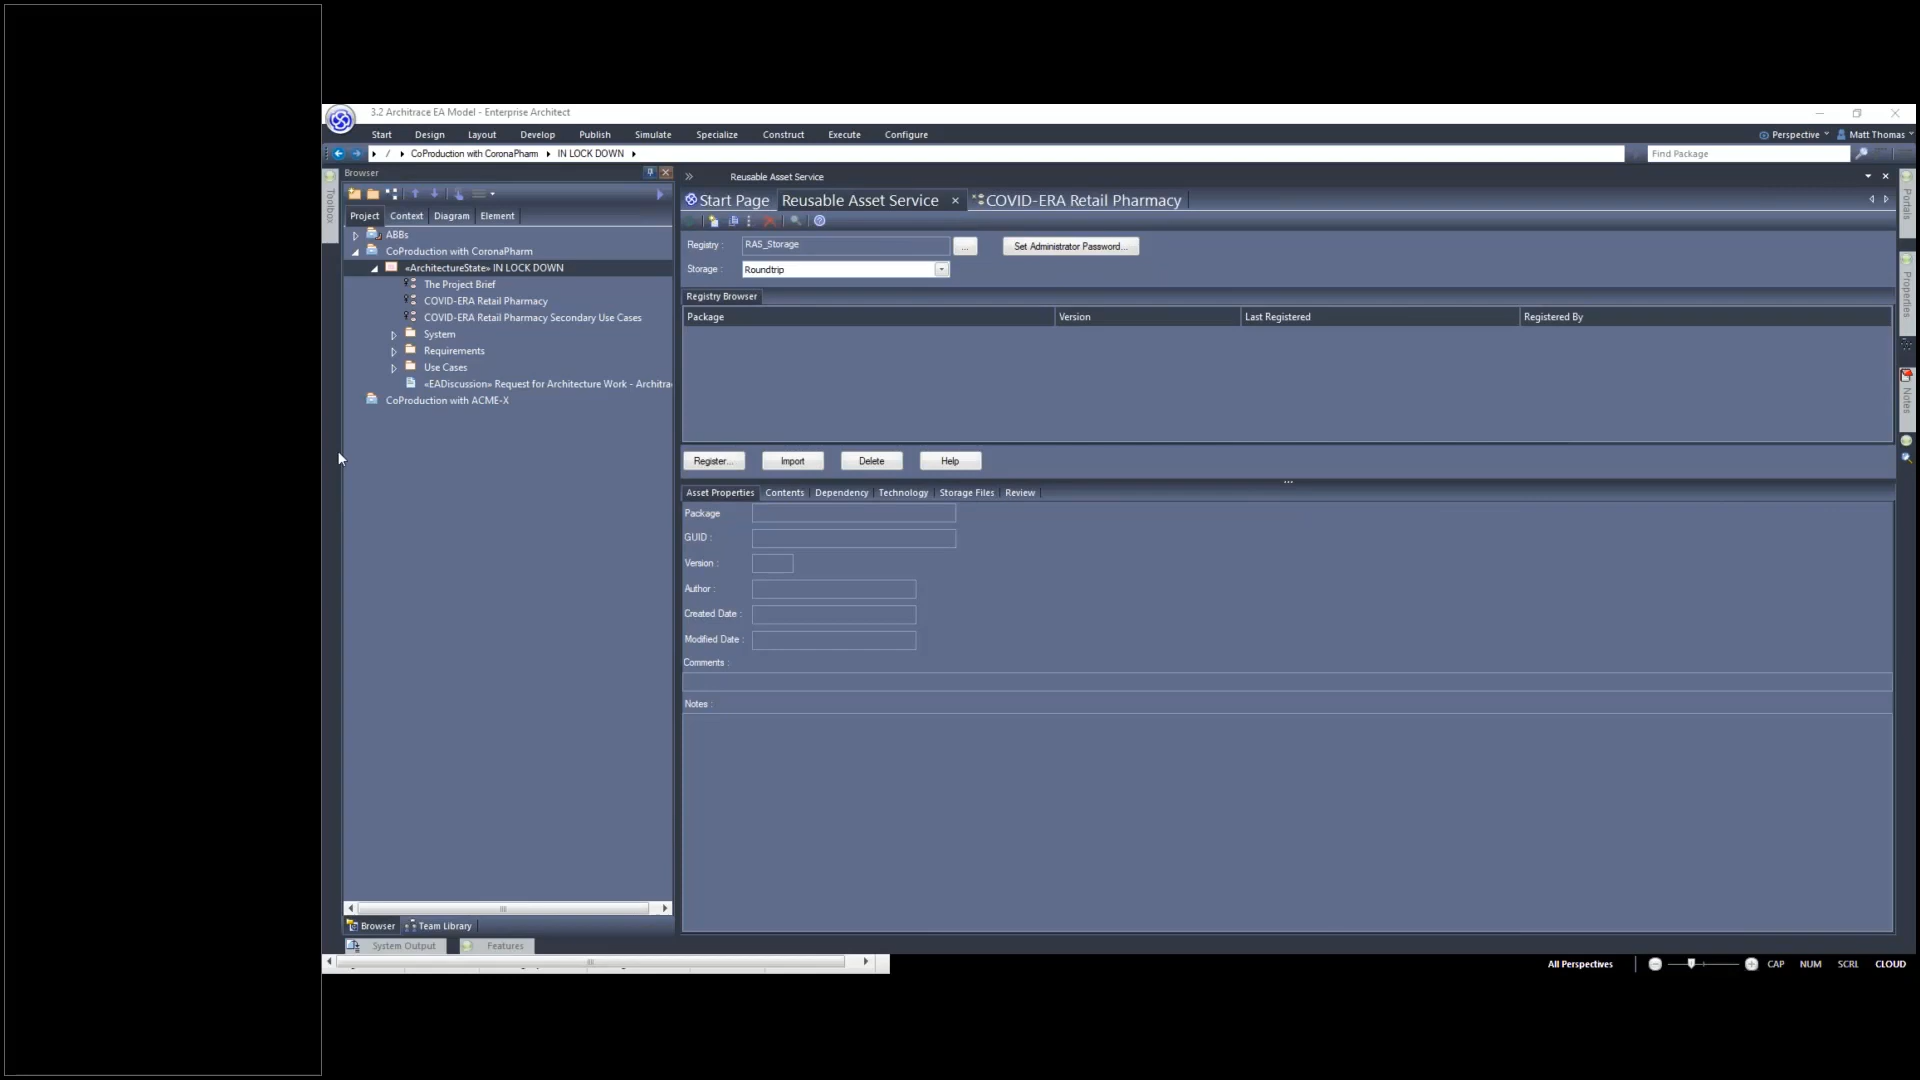 3.2 Architrace EA Model - Enterprise Architect
Start Design Layout Develop Publish Simulate Specialize Construct Execute Configure
Perspective Matt Thomas
/ CoProduction with CoronaPharm IN LOCK DOWN
Find Package
Toolbox
Browser
Project Context Diagram Element
ABBs
CoProduction with CoronaPharm
«ArchitectureState» IN LOCK DOWN
The Project Brief
COVID-ERA Retail Pharmacy
COVID-ERA Retail Pharmacy Secondary Use Cases
System
Requirements
Use Cases
«EADiscussion» Request for Architecture Work - Architra
CoProduction with ACME-X
Browser Team Library
System Output Features
Reusable Asset Service
Start Page Reusable Asset Service × COVID-ERA Retail Pharmacy
Registry : RAS_Storage ... Set Administrator Password...
Storage : Roundtrip
Registry Browser
Package Version Last Registered Registered By
Register... Import Delete Help
Asset Properties Contents Dependency Technology Storage Files Review
Package
GUID :
Version :
Author :
Created Date :
Modified Date :
Comments :
Notes :
Portals
Properties
Notes
All Perspectives CAP NUM SCRL CLOUD